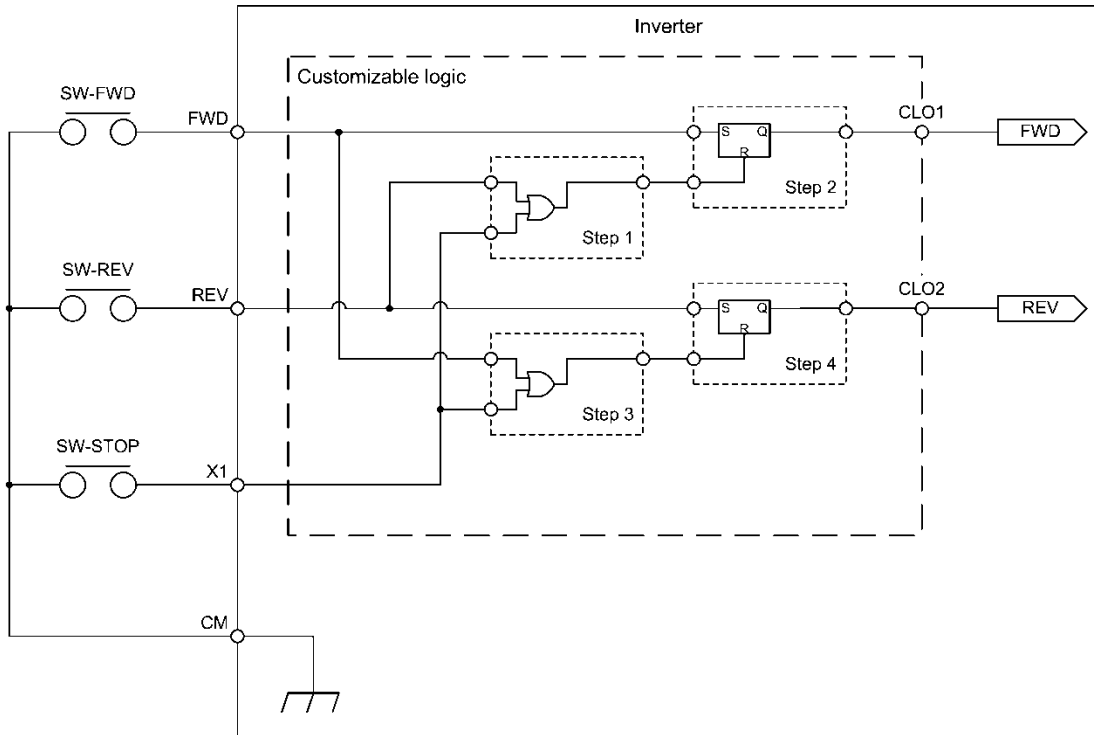 Inverter
Customizable logic
SW-FWD
FWD
CLO1
FWD
S Q
R
Step 2
Step 1
SW-REV
REV
CLO2
REV
S Q
R
Step 4
Step 3
SW-STOP
X1
CM